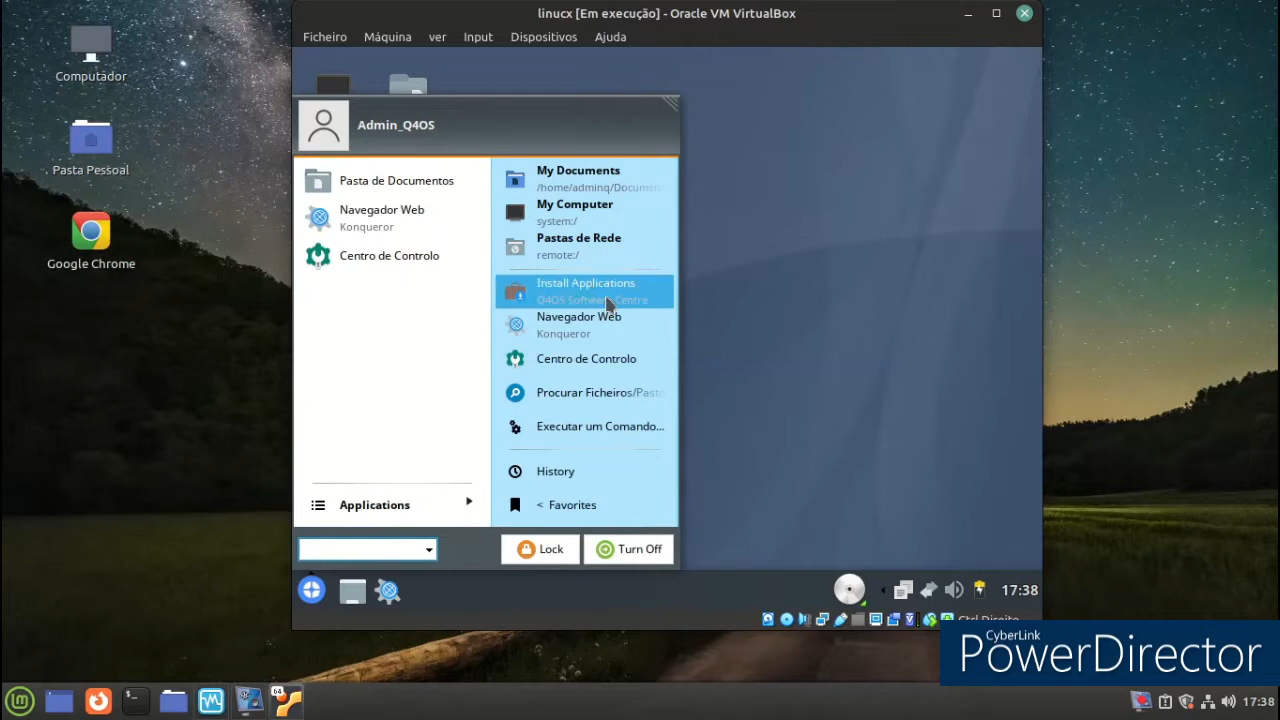 linucx [Em execução] - Oracle VM VirtualBox
Ficheiro Máquina ver Input Dispositivos Ajuda
Computador
Pasta Pessoal
Google Chrome
Admin_Q4OS
Pasta de Documentos
Navegador Web
Konqueror
Centro de Controlo
Applications
My Documents
/home/adminq/Documen
My Computer
system:/
Pastas de Rede
remote:/
Install Applications
Q4OS Software Centre
Navegador Web
Konqueror
Centro de Controlo
Procurar Ficheiros/Paste
Executar um Comando...
History
< Favorites
Lock
Turn Off
17:38
Ctrl Direito
CyberLink
PowerDirector
64
17:38